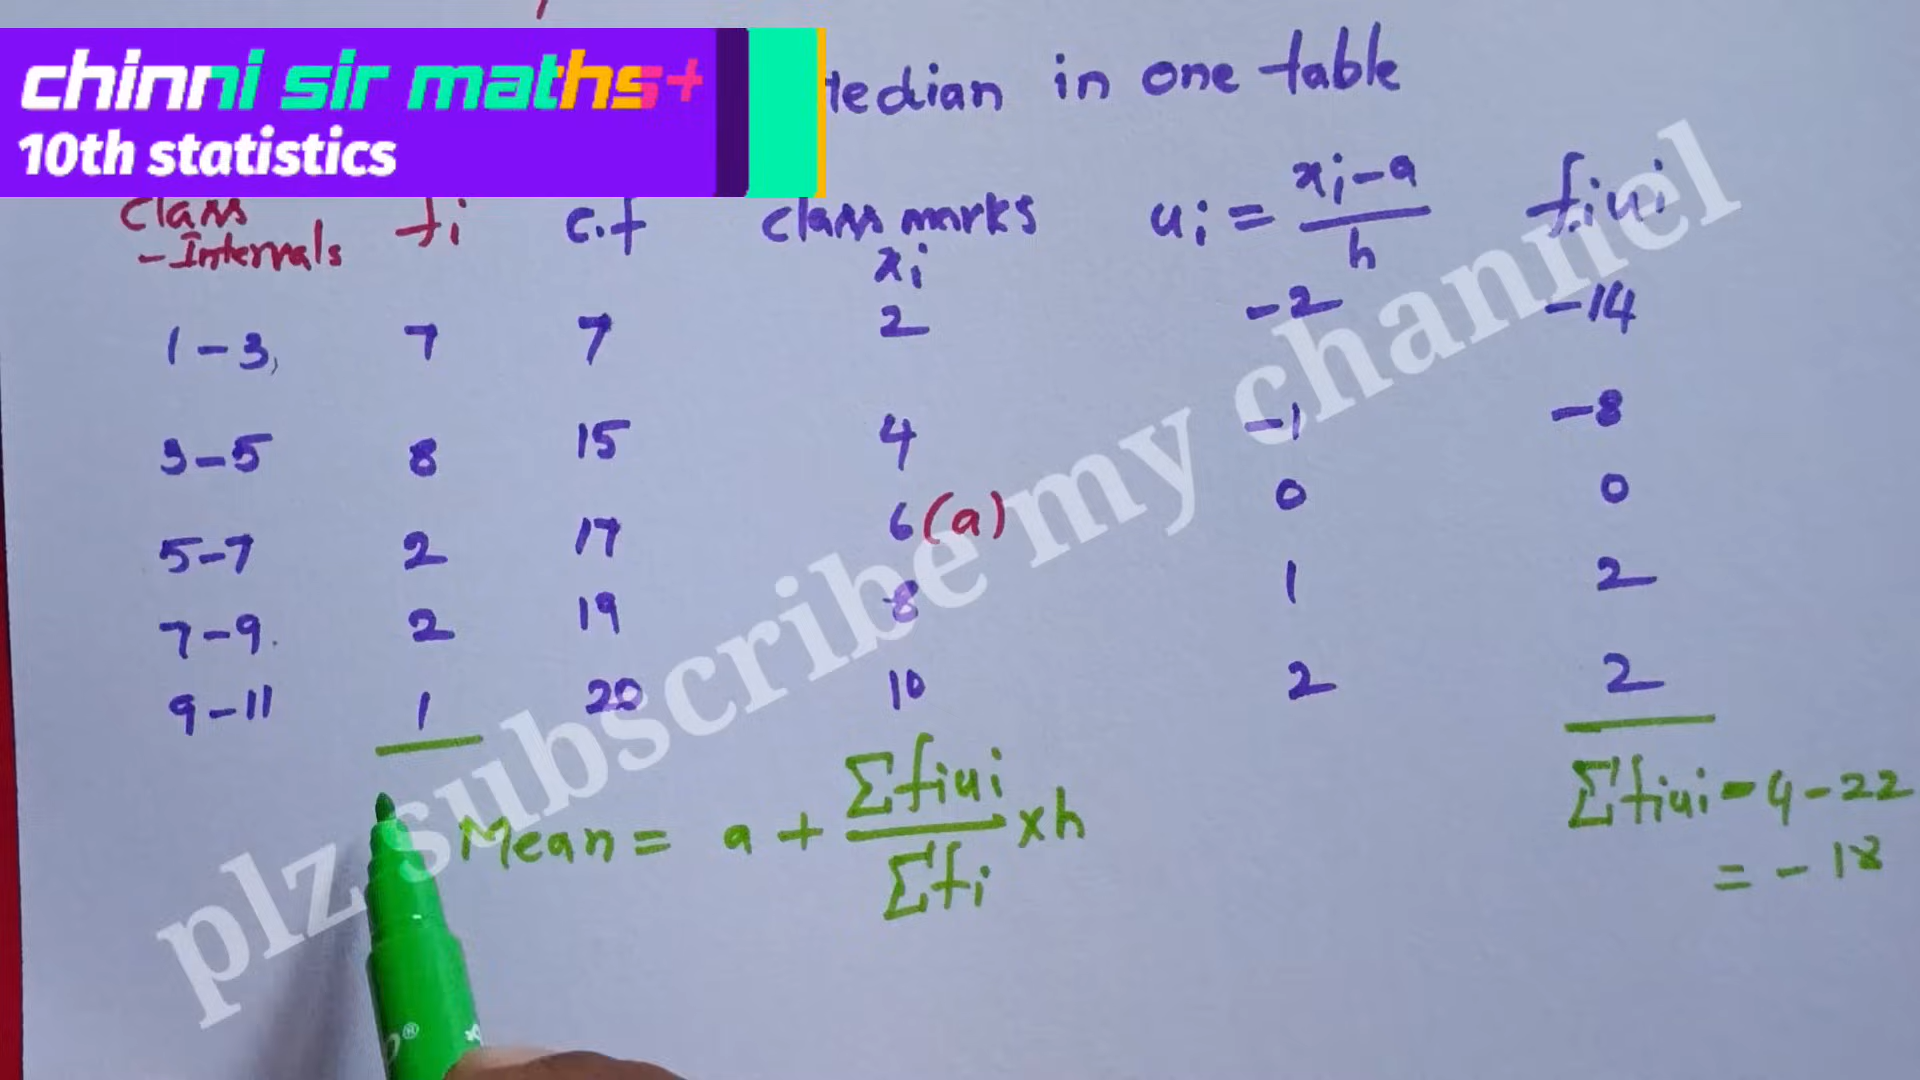 chinni sir maths+
10th statistics
in one table
Class
-Intervals fi c.f class marks xi ui = xi-a/h fiui
1-3, 7 7 2 -2 -14
3-5 8 15 4 -1 -8
5-7 2 17 6(a) 0 0
7-9. 2 19 8 1 2
9-11 1 20 10 2 2
Mean = a + Σfiui/Σfi ×h
Σfiui = 4-22
= -18
plz subscribe my channel